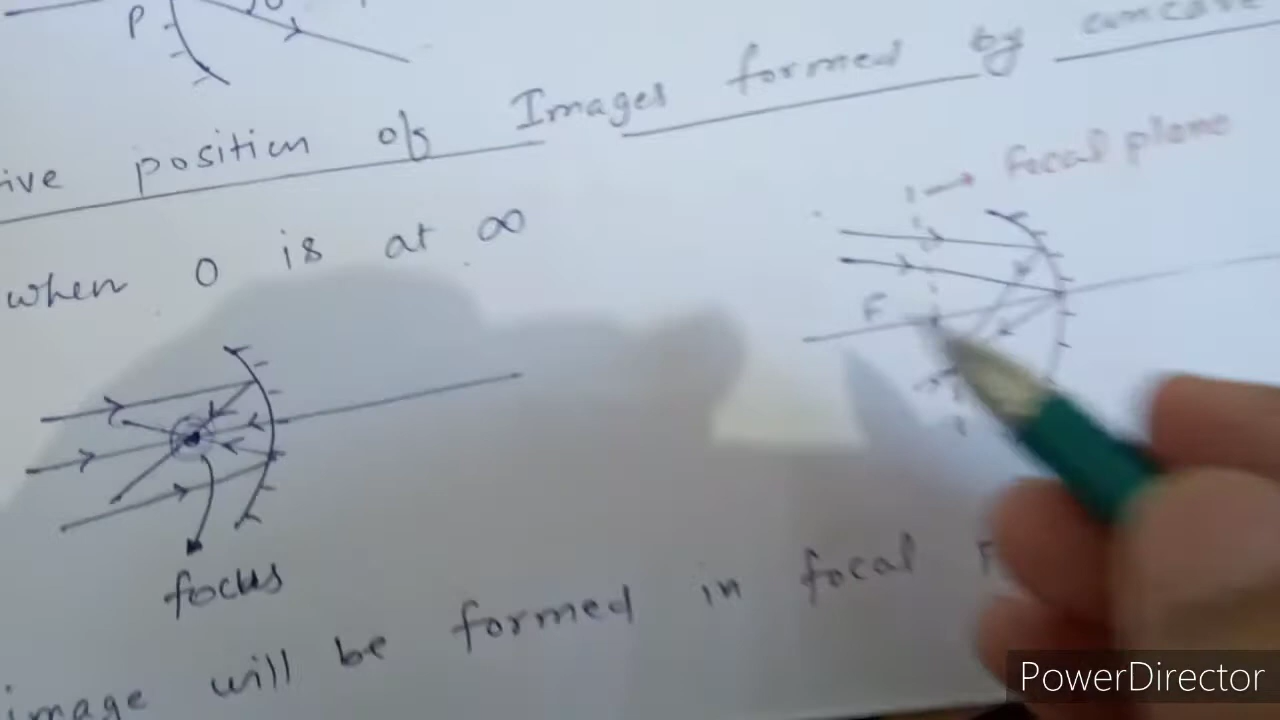 P
ive position of Images formed by concave
focal plane
when O is at ∞
F
focus
image will be formed in focal P
PowerDirector